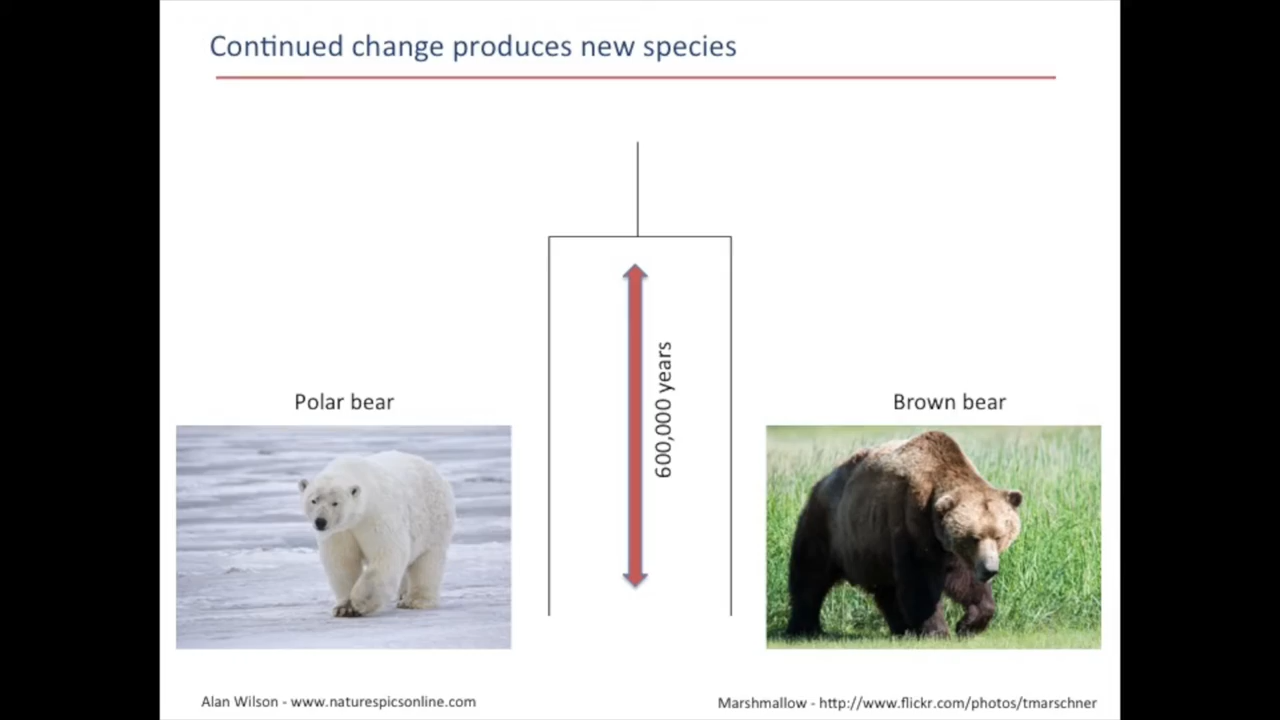 Continued change produces new species
600,000 years
Polar bear
Brown bear
Alan Wilson - www.naturespicsonline.com
Marshmallow - http://www.flickr.com/photos/tmarschner